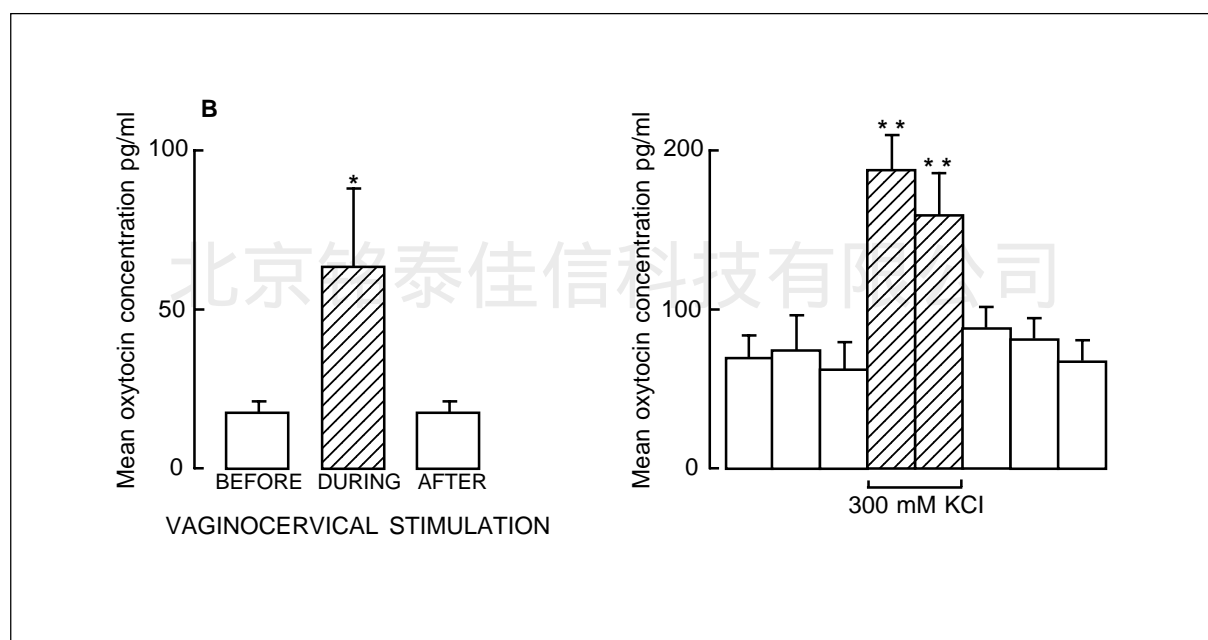 B
Mean oxytocin concentration pg/ml
100
50
0
*
BEFORE DURING AFTER
VAGINOCERVICAL STIMULATION
Mean oxytocin concentration pg/ml
200
100
0
**
**
300 mM KCl
北京铭泰佳信科技有限公司